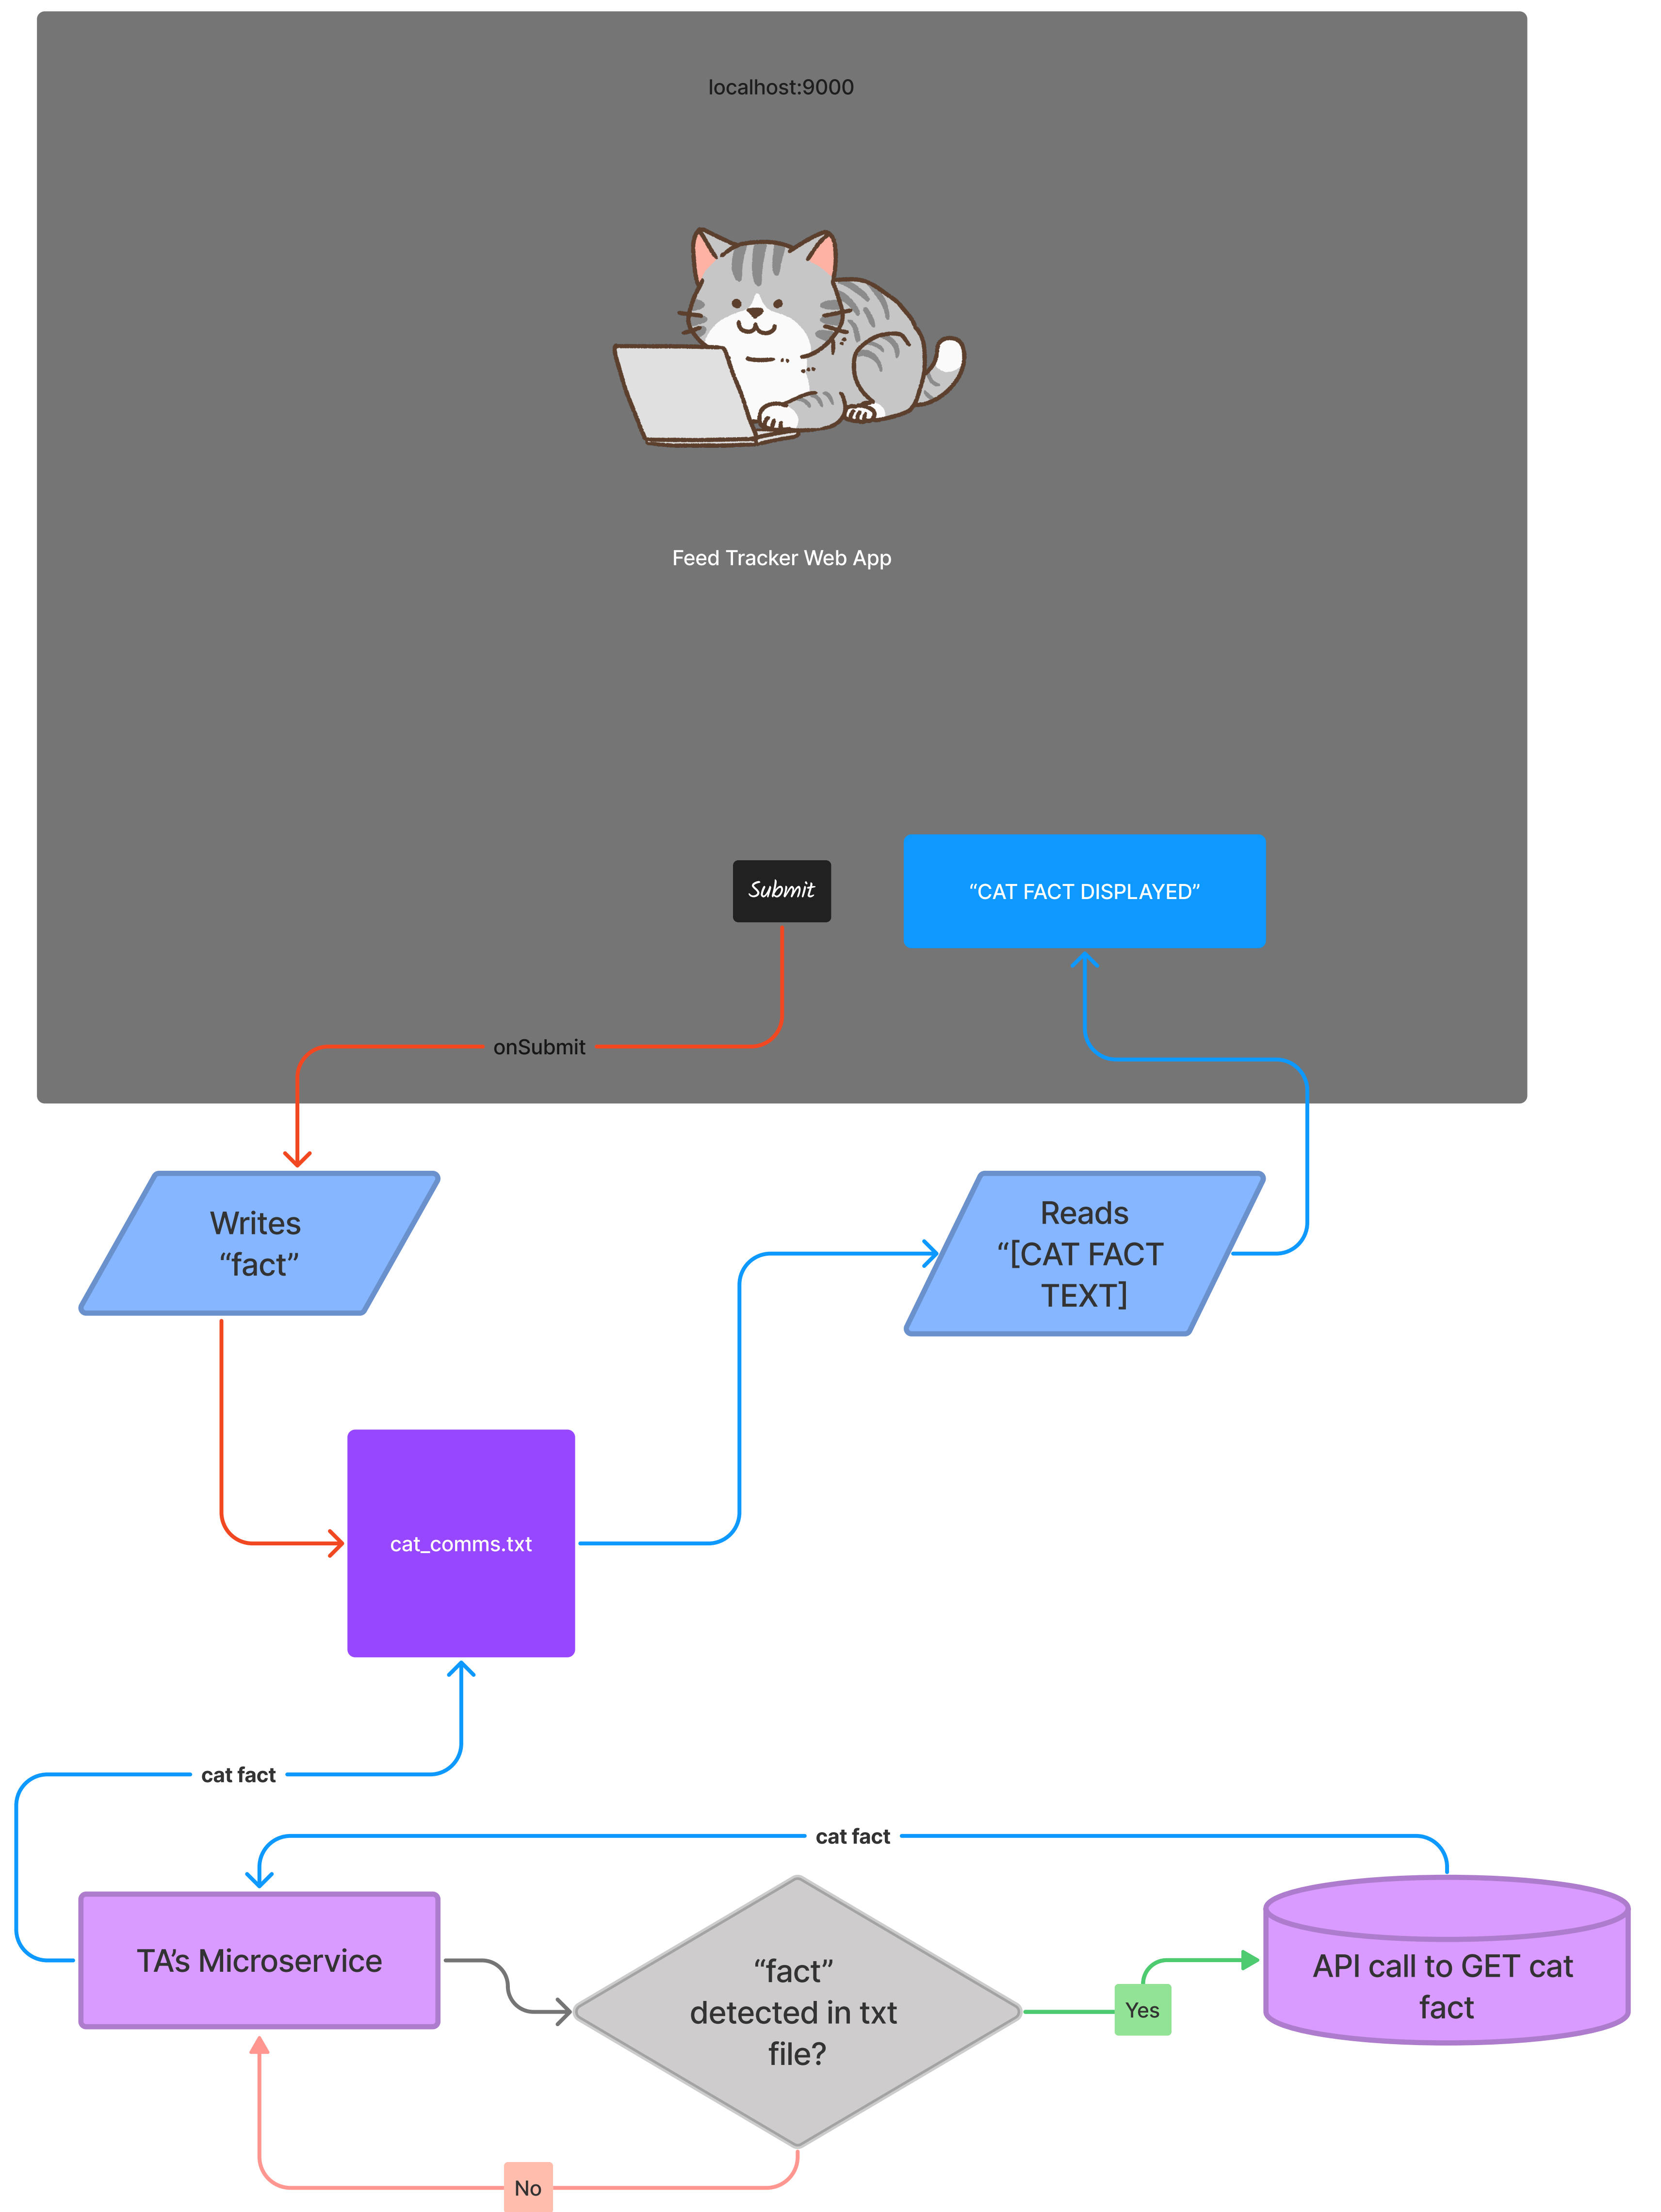 localhost:9000
Feed Tracker Web App
Submit
“CAT FACT DISPLAYED”
onSubmit
Writes
“fact”
Reads
“[CAT FACT
TEXT]
cat_comms.txt
cat fact
cat fact
TA’s Microservice
“fact”
detected in txt
file?
Yes
API call to GET cat
fact
No